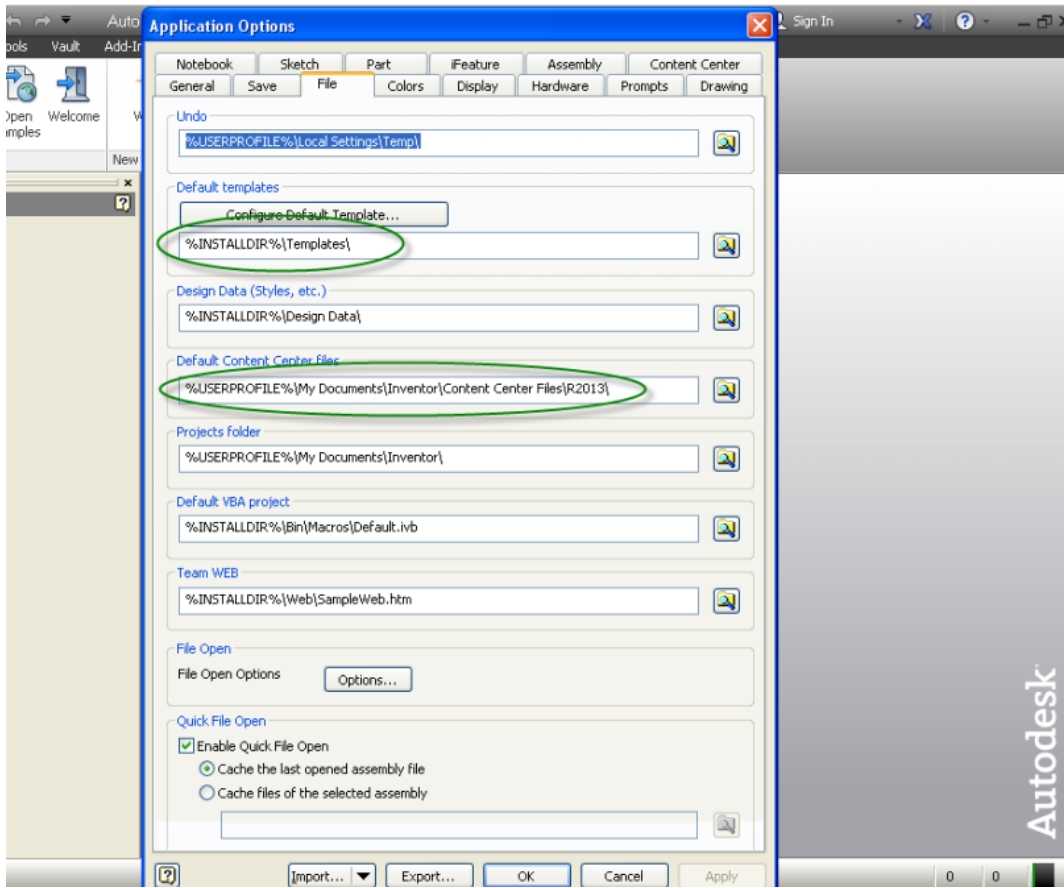 Auto
Application Options
Sign In
ools Vault Add-In
Notebook Sketch Part iFeature Assembly Content Center
General Save File Colors Display Hardware Prompts Drawing
Open Welcome
amples
New
Undo
%USERPROFILE%\Local Settings\Temp\
Default templates
Configure Default Template...
%INSTALLDIR%\Templates\
Design Data (Styles, etc.)
%INSTALLDIR%\Design Data\
Default Content Center files
%USERPROFILE%\My Documents\Inventor\Content Center Files\R2013\
Projects folder
%USERPROFILE%\My Documents\Inventor\
Default VBA project
%INSTALLDIR%\Bin\Macros\Default.ivb
Team WEB
%INSTALLDIR%\Web\SampleWeb.htm
File Open
File Open Options Options...
Quick File Open
Enable Quick File Open
Cache the last opened assembly file
Cache files of the selected assembly
Autodesk
Import... Export... OK Cancel Apply
0 0